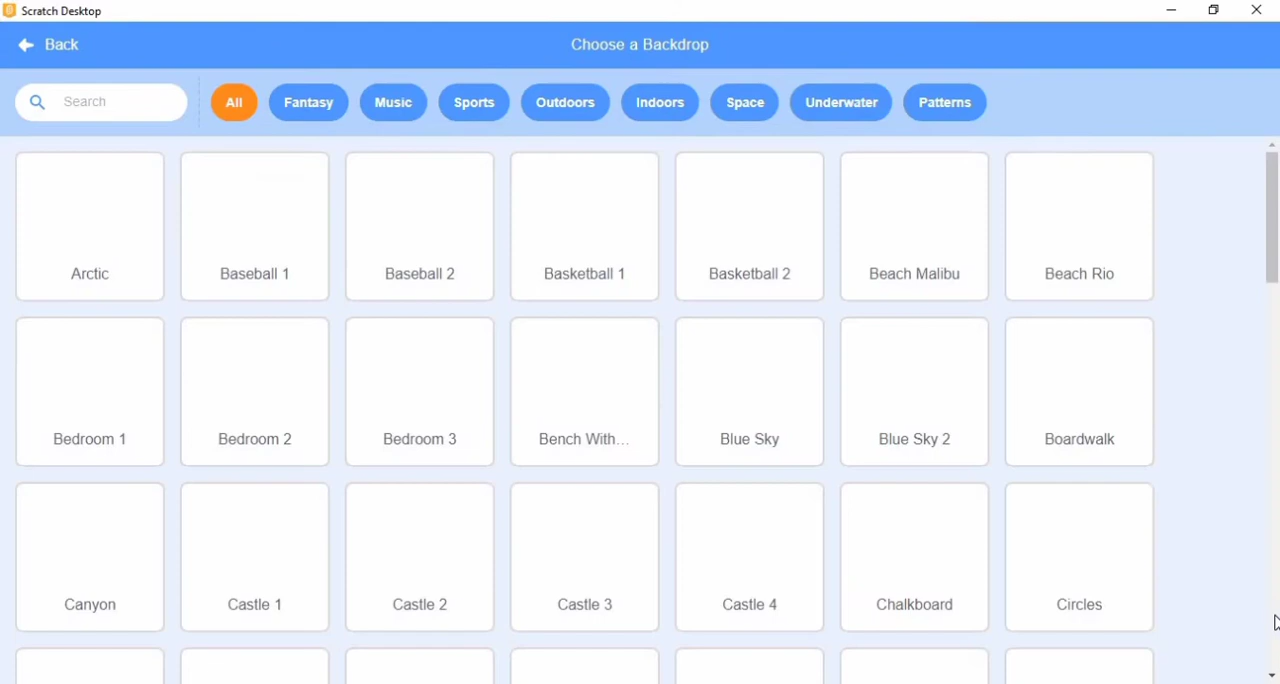 Scratch Desktop
Back
Choose a Backdrop
Search
All
Fantasy
Music
Sports
Outdoors
Indoors
Space
Underwater
Patterns
Arctic
Baseball 1
Baseball 2
Basketball 1
Basketball 2
Beach Malibu
Beach Rio
Bedroom 1
Bedroom 2
Bedroom 3
Bench With...
Blue Sky
Blue Sky 2
Boardwalk
Canyon
Castle 1
Castle 2
Castle 3
Castle 4
Chalkboard
Circles